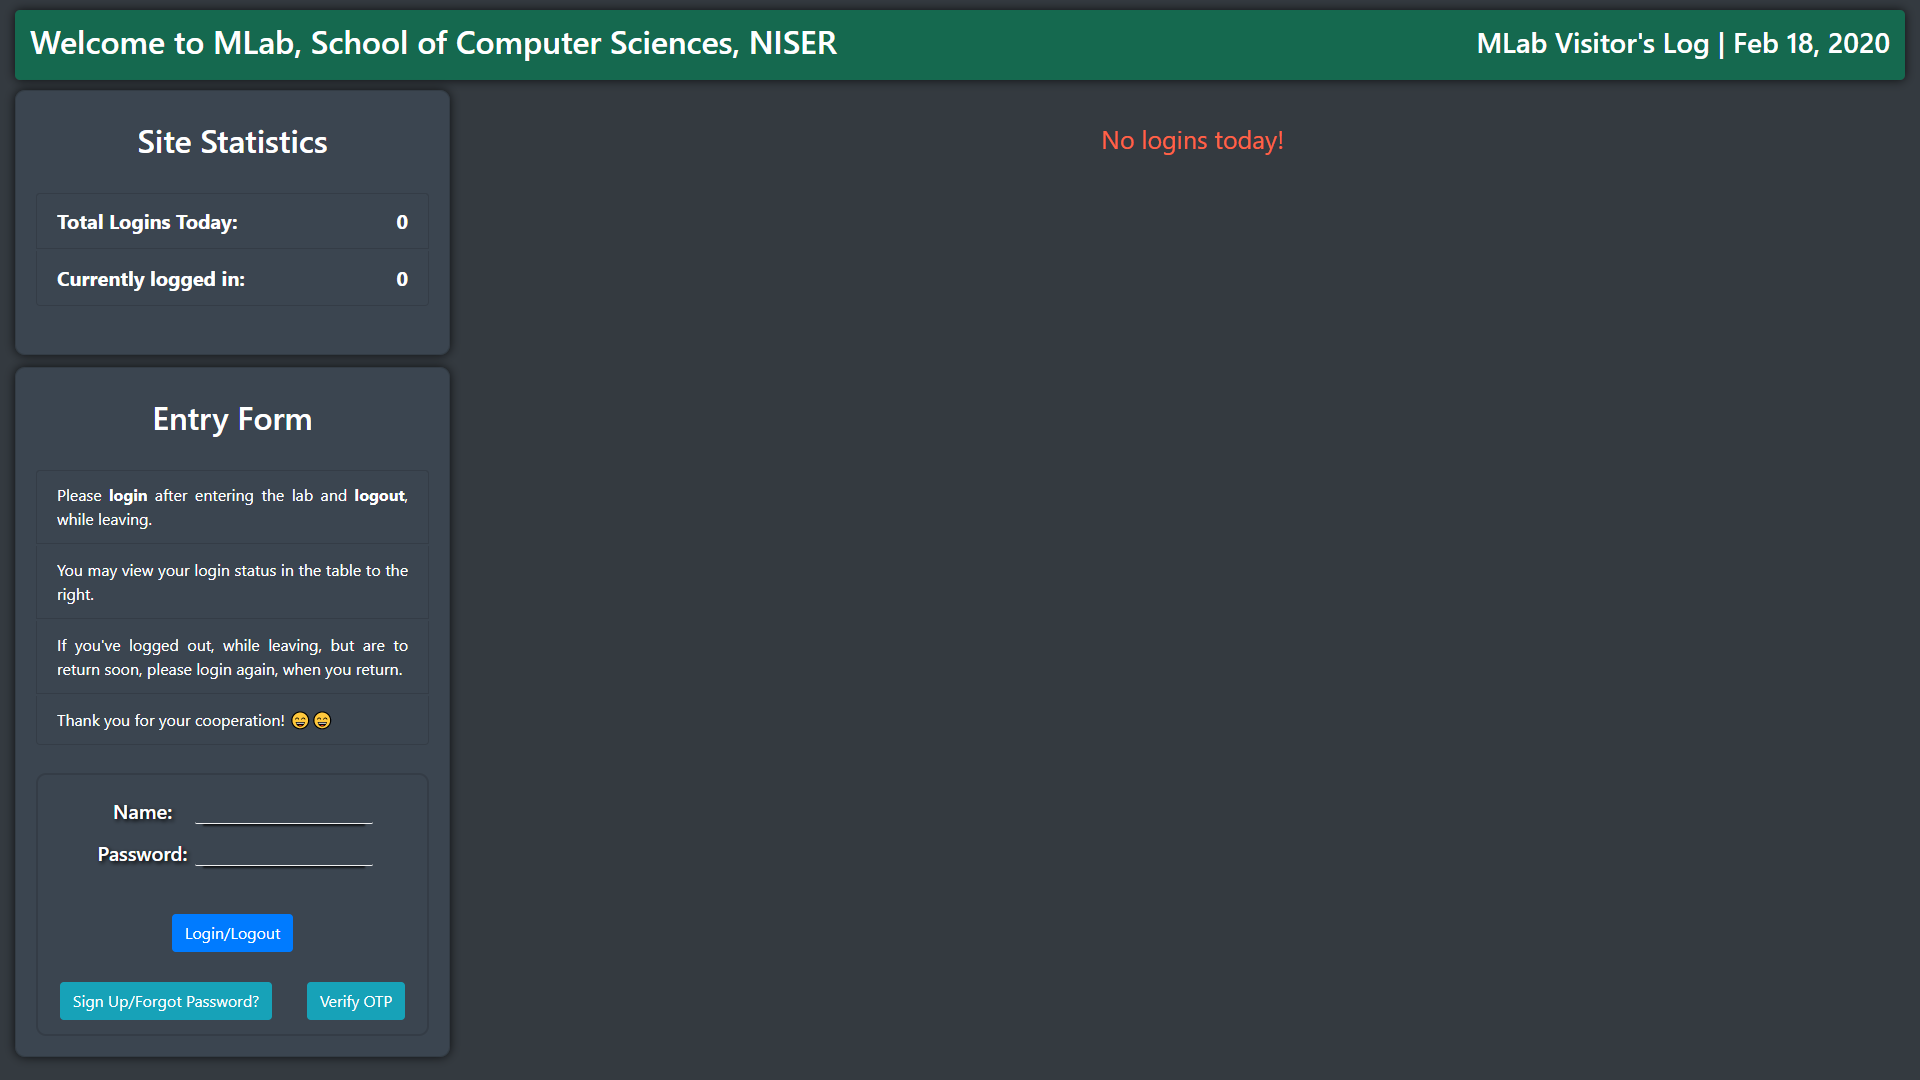 Welcome to MLab, School of Computer Sciences, NISER
MLab Visitor's Log | Feb 18, 2020
Site Statistics
Total Logins Today: 0
Currently logged in: 0
No logins today!
Entry Form
Please login after entering the lab and logout,
while leaving.
You may view your login status in the table to the
right.
If you've logged out, while leaving, but are to
return soon, please login again, when you return.
Thank you for your cooperation! 😄😄
Name:
Password:
Login/Logout
Sign Up/Forgot Password?
Verify OTP